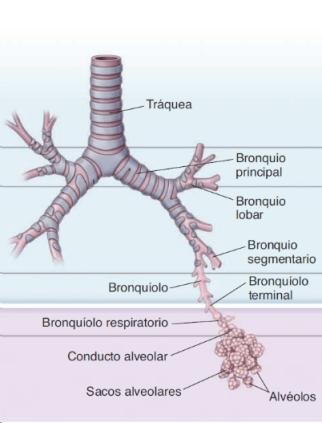 Tráquea
Bronquio
principal
Bronquio
lobar
Bronquio
segmentario
Bronquiolo
Bronquiolo
terminal
Bronquiolo respiratorio
Conducto alveolar
Sacos alveolares
Alvéolos